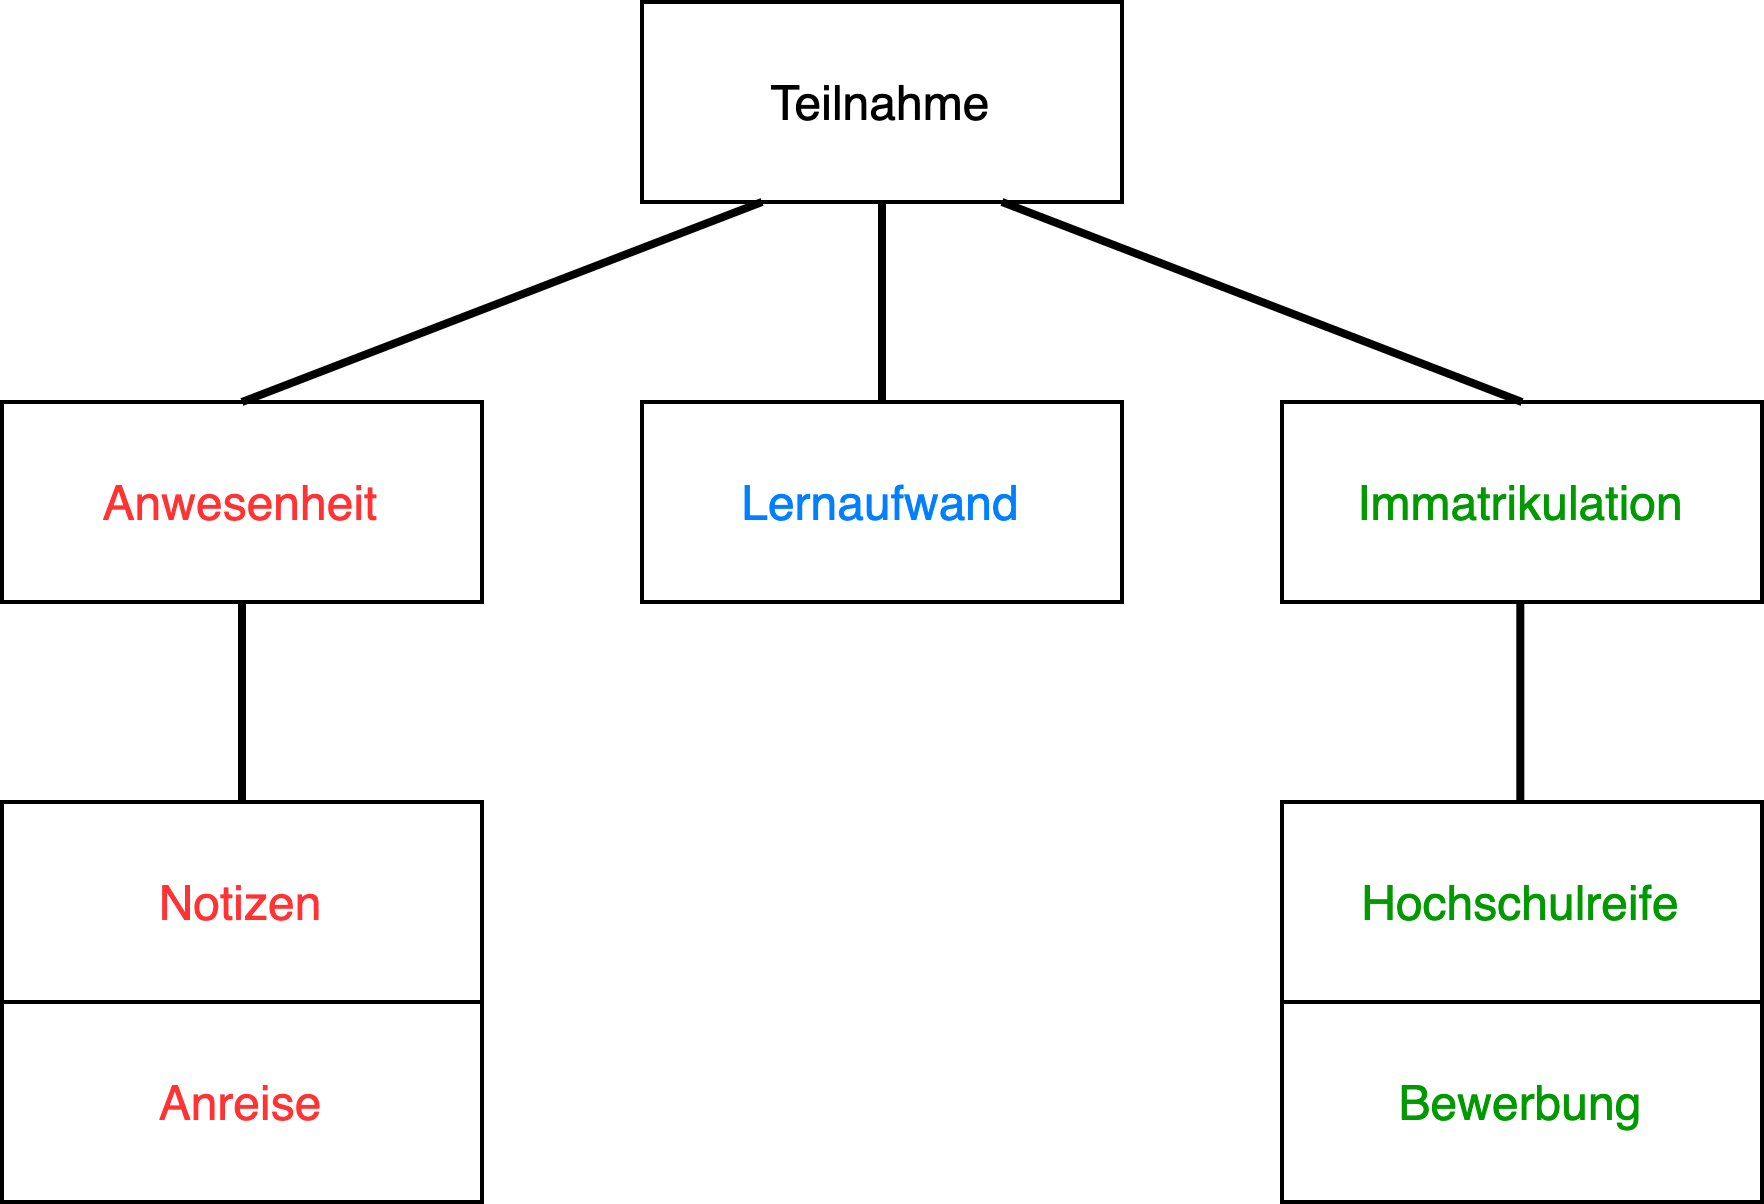 Teilnahme
Anwesenheit
Lernaufwand
Immatrikulation
Notizen
Hochschulreife
Anreise
Bewerbung